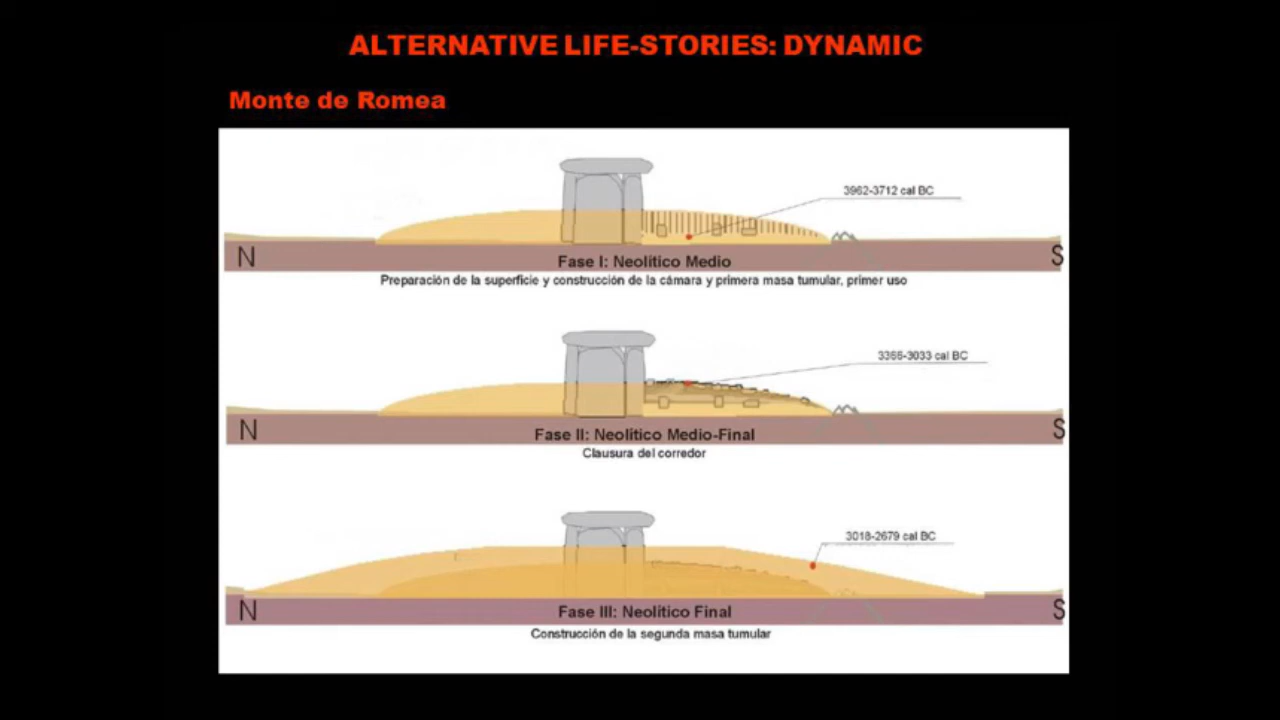 ALTERNATIVE LIFE-STORIES: DYNAMIC
Monte de Romea
3962-3712 cal BC
N
S
Fase I: Neolítico Medio
Preparación de la superficie y construcción de la cámara y primera masa tumular, primer uso
3366-3033 cal BC
N
S
Fase II: Neolítico Medio-Final
Clausura del corredor
3018-2679 cal BC
N
S
Fase III: Neolítico Final
Construcción de la segunda masa tumular